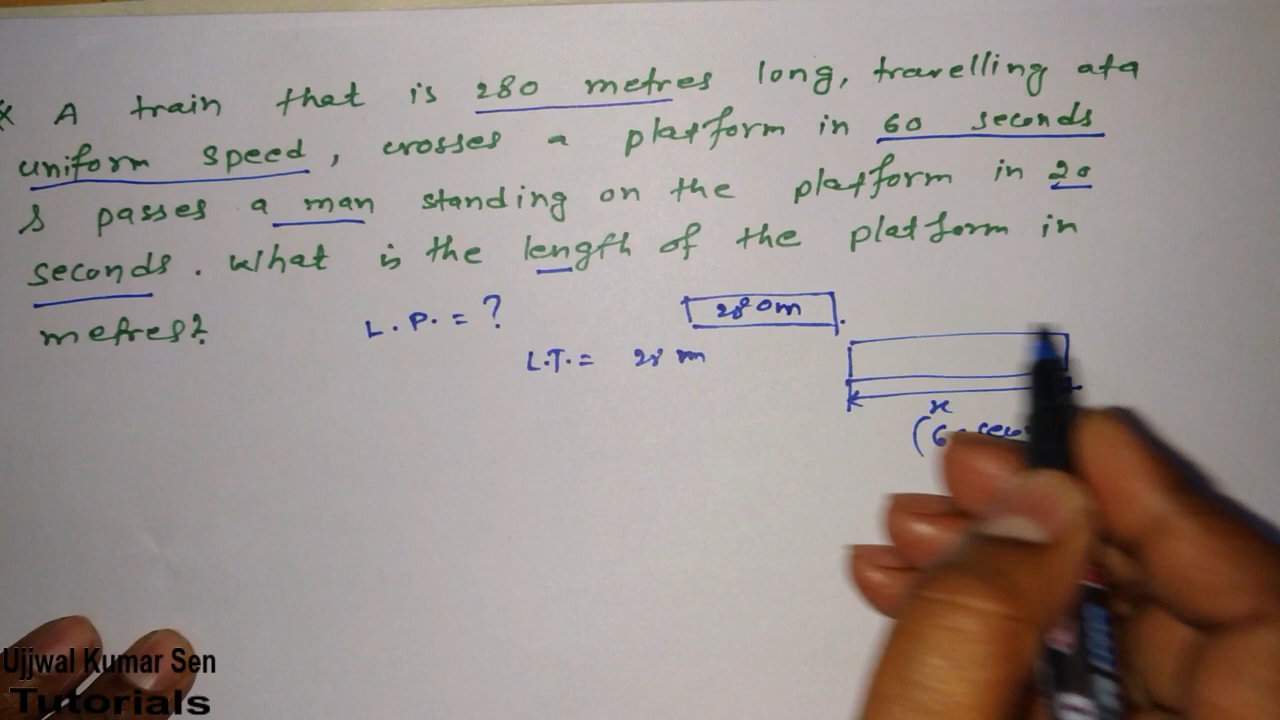 A train that is 280 metres long, travelling at a
uniform speed, crosses a platform in 60 seconds
& passes a man standing on the platform in 20
seconds. What is the length of the platform in
metres?
L.P. = ?
280m
L.T. = 28 m
x
(60 seco
Ujjwal Kumar Sen
Tutorials